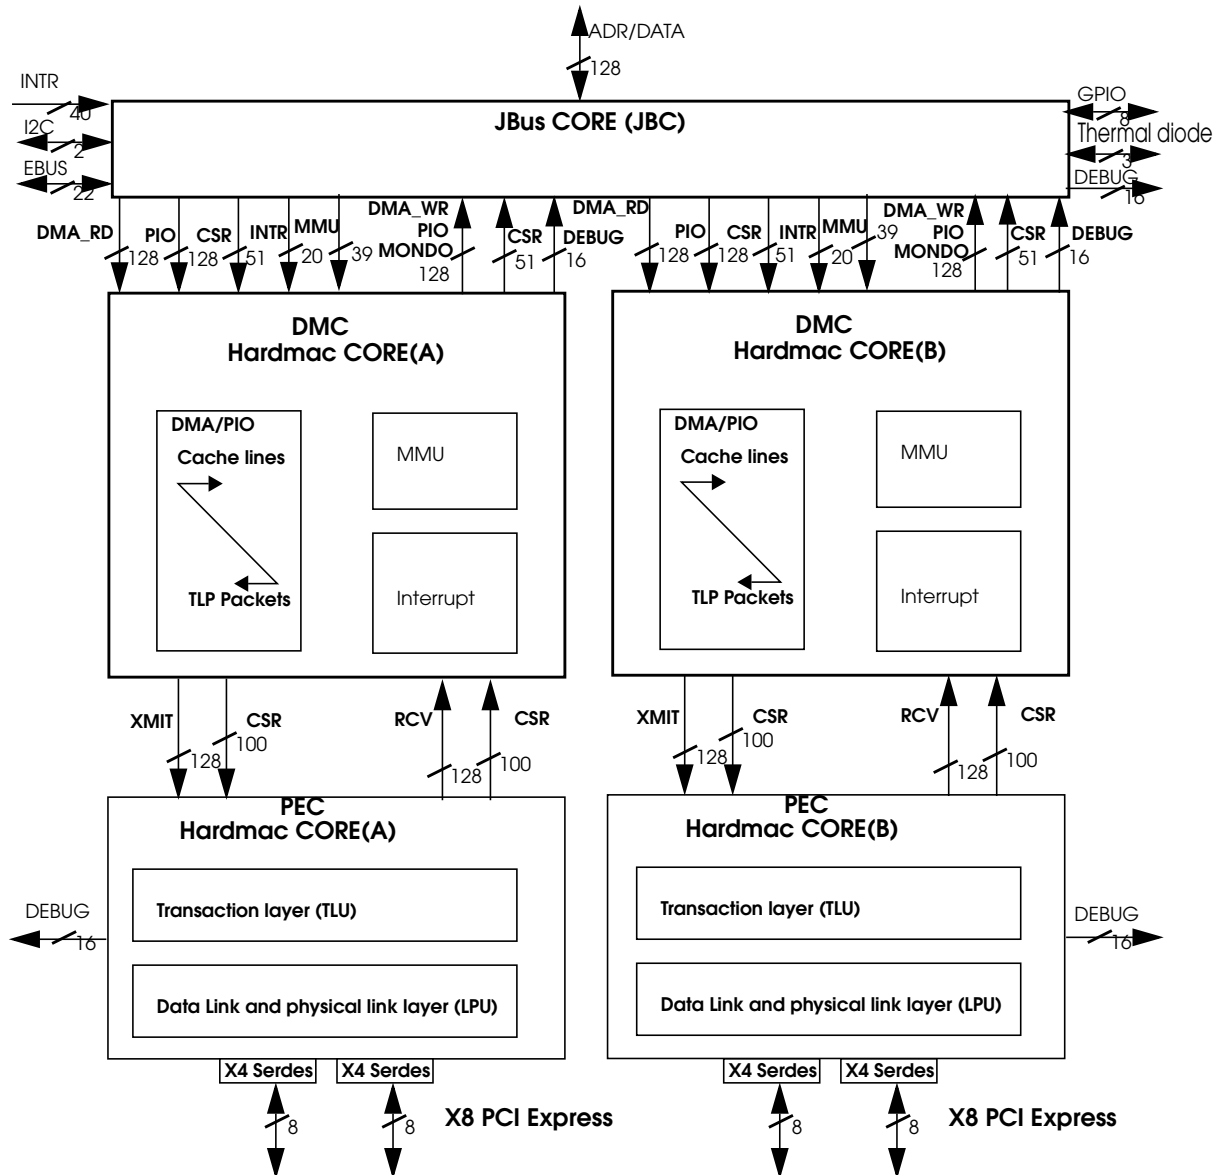 ADR/DATA
128
INTR
40
I2C
2
EBUS
22
JBus CORE (JBC)
GPIO
8
Thermal diode
3
DEBUG
16
DMA_RD
128
PIO
128
CSR
51
INTR
20
MMU
39
DMA_WR
PIO
MONDO
128
CSR
51
DEBUG
16
DMA_RD
128
PIO
128
CSR
51
INTR
20
MMU
39
DMA_WR
PIO
MONDO
128
CSR
51
DEBUG
16
DMC
Hardmac CORE(A)
DMA/PIO
Cache lines
TLP Packets
MMU
Interrupt
DMC
Hardmac CORE(B)
DMA/PIO
Cache lines
TLP Packets
MMU
Interrupt
XMIT
128
CSR
100
RCV
128
CSR
100
XMIT
128
CSR
100
RCV
128
CSR
100
PEC
Hardmac CORE(A)
Transaction layer (TLU)
Data Link and physical link layer (LPU)
DEBUG
16
PEC
Hardmac CORE(B)
Transaction layer (TLU)
Data Link and physical link layer (LPU)
DEBUG
16
X4 Serdes
X4 Serdes
8
8
X8 PCI Express
X4 Serdes
X4 Serdes
8
8
X8 PCI Express